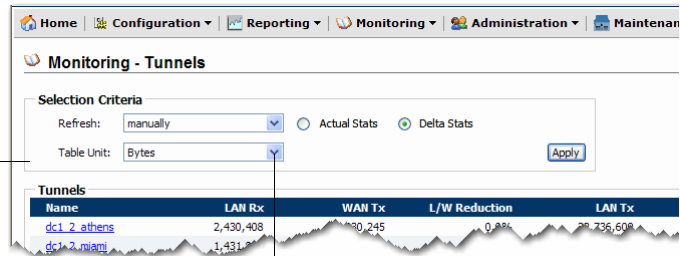 Home Configuration Reporting Monitoring Administration
Monitoring - Tunnels
Selection Criteria
Refresh: manually Actual Stats Delta Stats
Table Unit: Bytes Apply
Tunnels
Name LAN Rx WAN Tx L/W Reduction LAN Tx
dc1_2_athens 2,430,408
dc1_2_miami